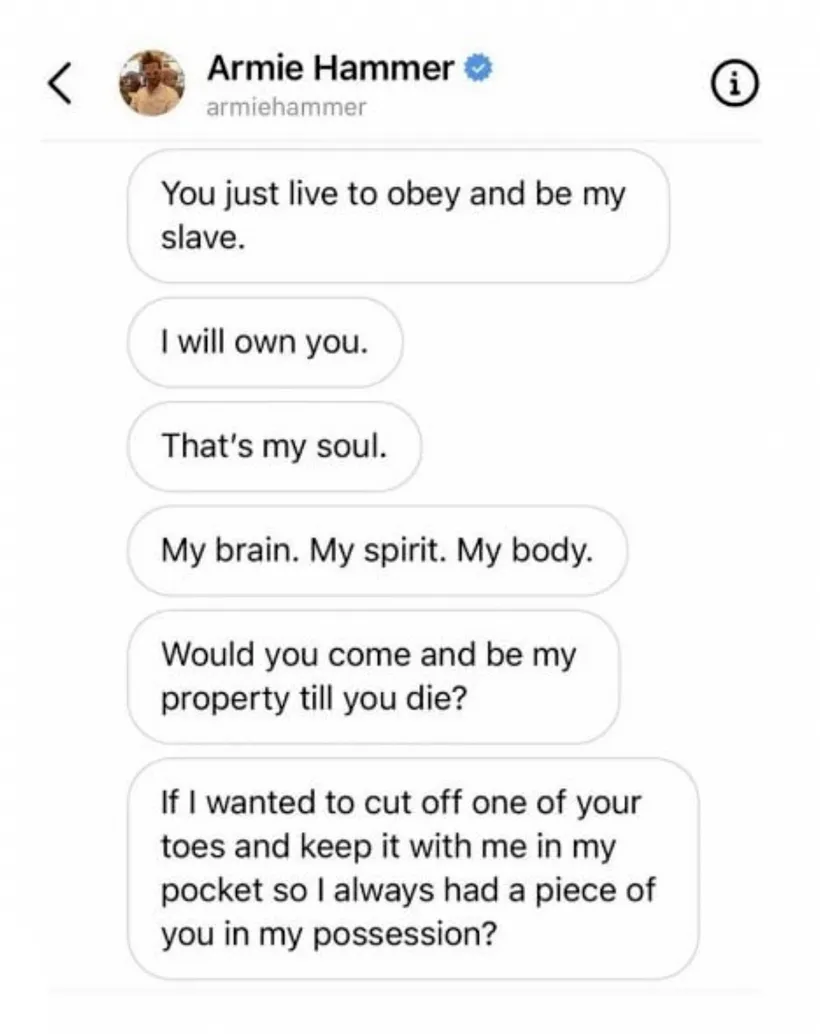 Armie Hammer
armiehammer
You just live to obey and be my
slave.
I will own you.
That's my soul.
My brain. My spirit. My body.
Would you come and be my
property till you die?
If I wanted to cut off one of your
toes and keep it with me in my
pocket so I always had a piece of
you in my possession?